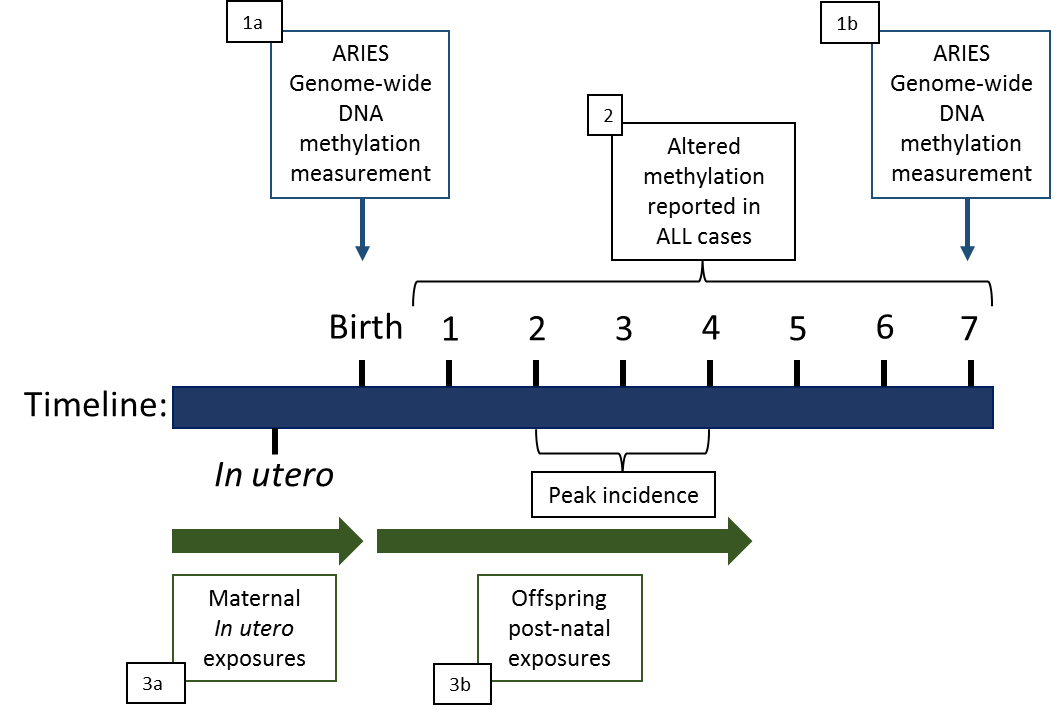 1a
ARIES
Genome-wide
DNA
methylation
measurement
1b
ARIES
Genome-wide
DNA
methylation
measurement
2
Altered
methylation
reported in
ALL cases
Birth 1 2 3 4 5 6 7
Timeline:
In utero
Peak incidence
Maternal
In utero
exposures
3a
Offspring
post-natal
exposures
3b